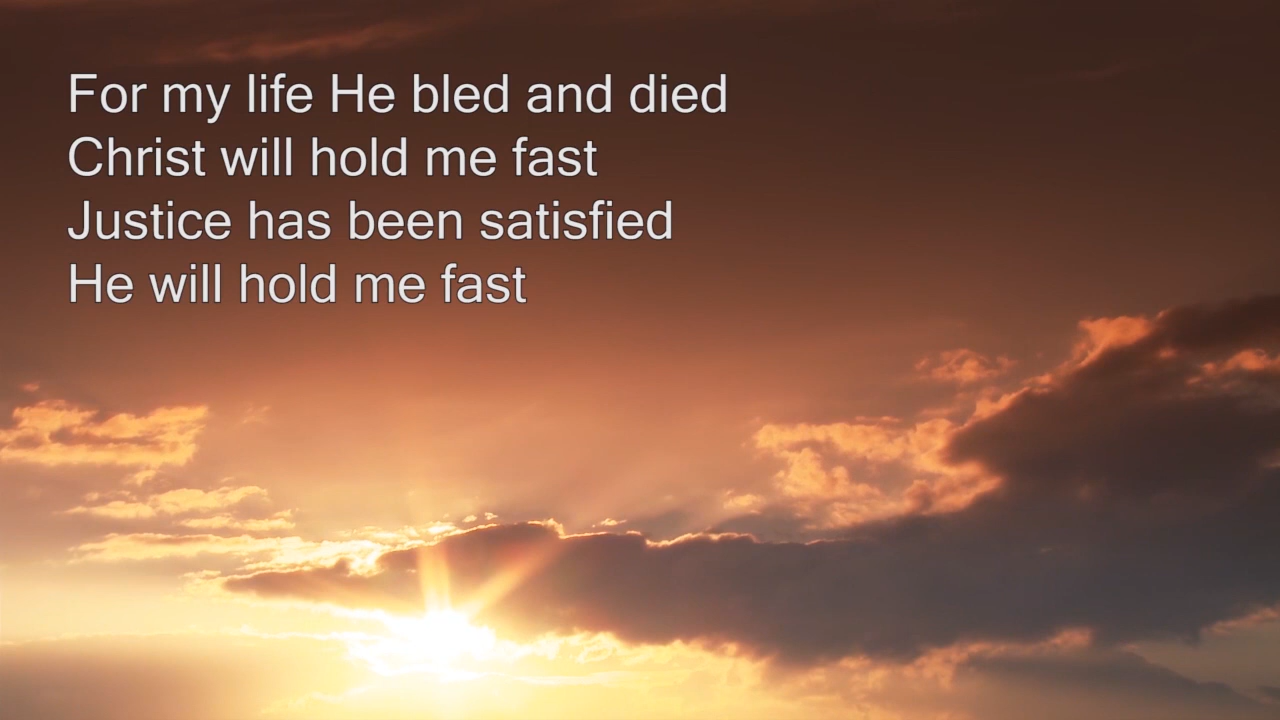 For my life He bled and died
Christ will hold me fast
Justice has been satisfied
He will hold me fast